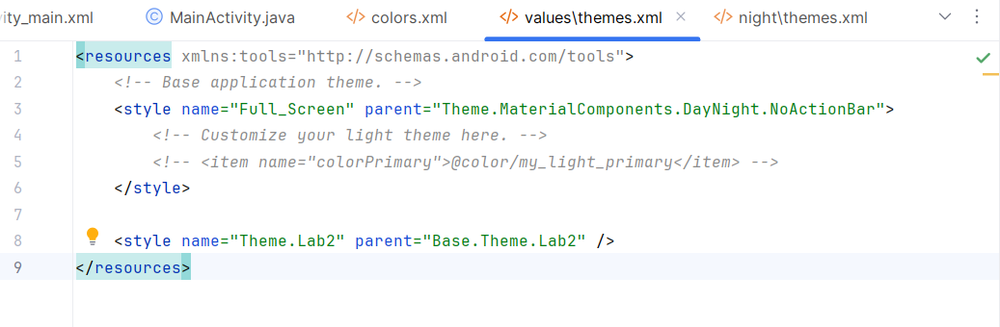 ity_main.xml
MainActivity.java
colors.xml
values\themes.xml
night\themes.xml
1 <resources xmlns:tools="http://schemas.android.com/tools">
2 <!-- Base application theme. -->
3 <style name="Full_Screen" parent="Theme.MaterialComponents.DayNight.NoActionBar">
4 <!-- Customize your light theme here. -->
5 <!-- <item name="colorPrimary">@color/my_light_primary</item> -->
6 </style>
7
8 <style name="Theme.Lab2" parent="Base.Theme.Lab2" />
9 </resources>